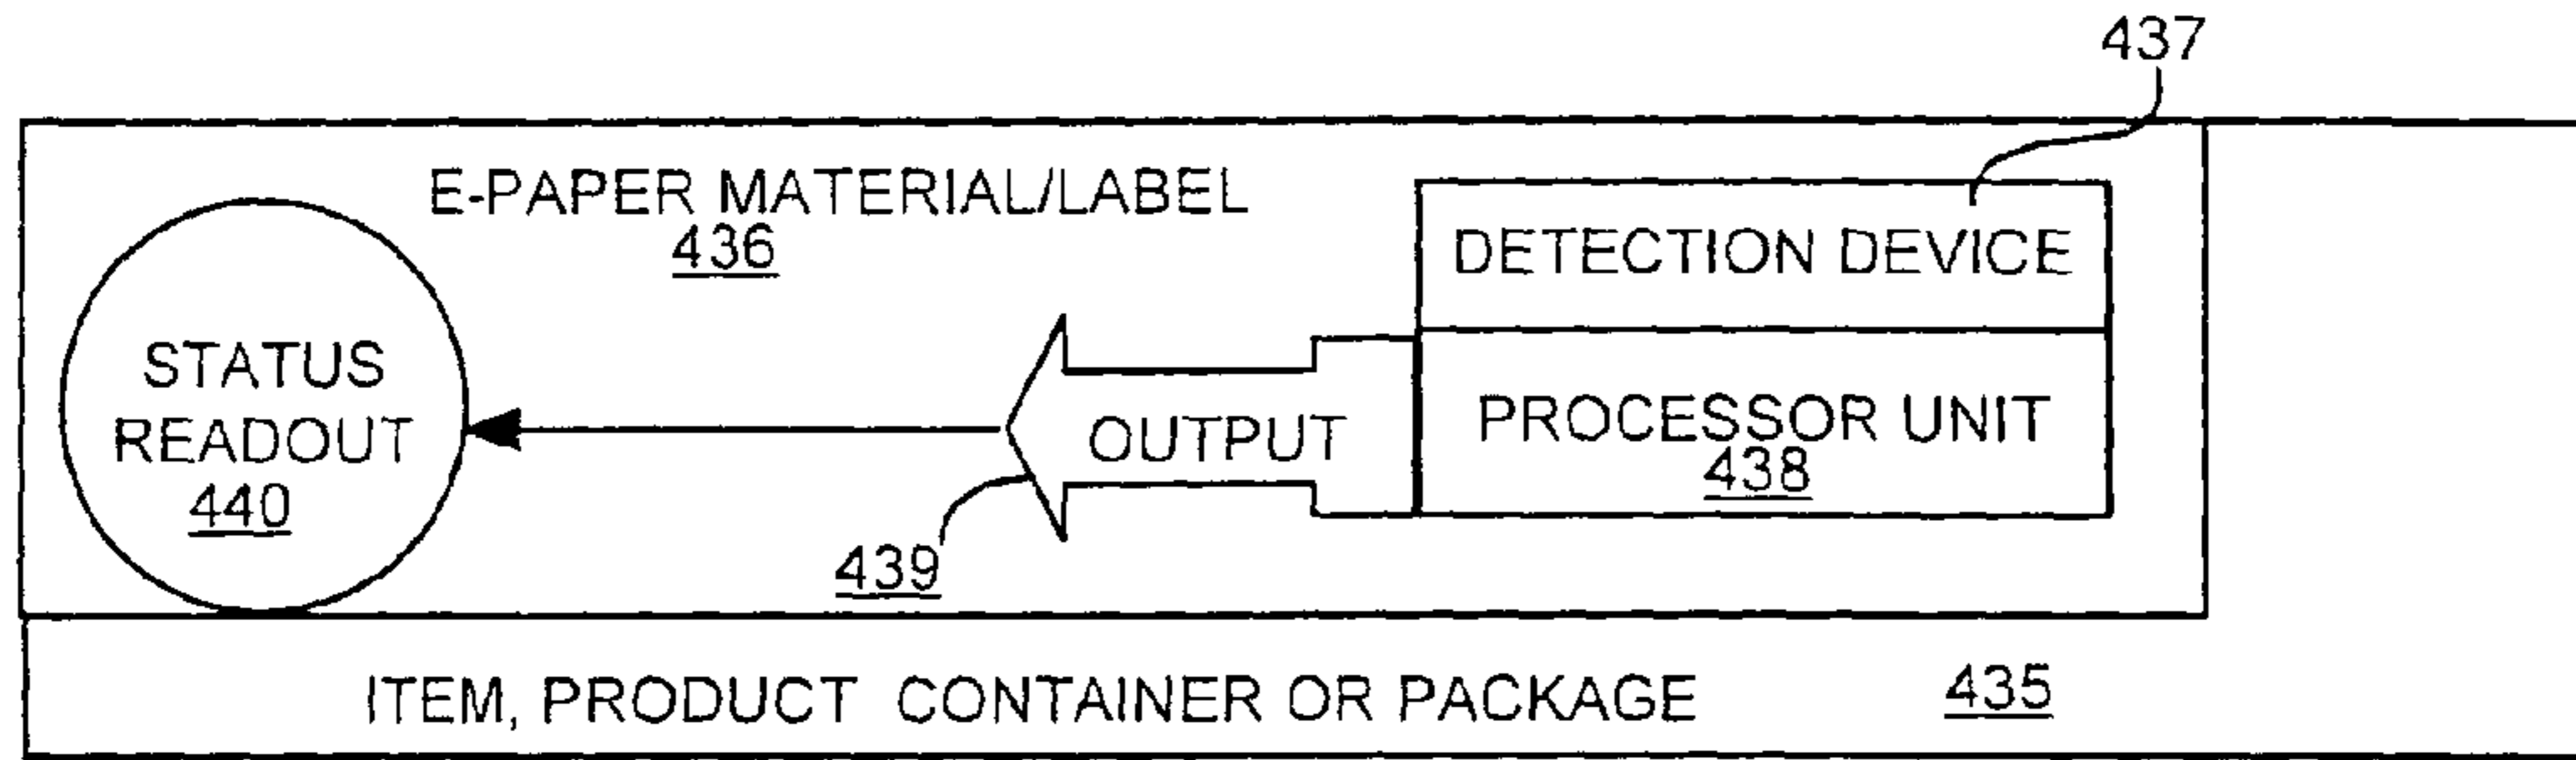 437
E-PAPER MATERIAL/LABEL
436
DETECTION DEVICE
STATUS
READOUT
440
OUTPUT
439
PROCESSOR UNIT
438
ITEM, PRODUCT CONTAINER OR PACKAGE 435